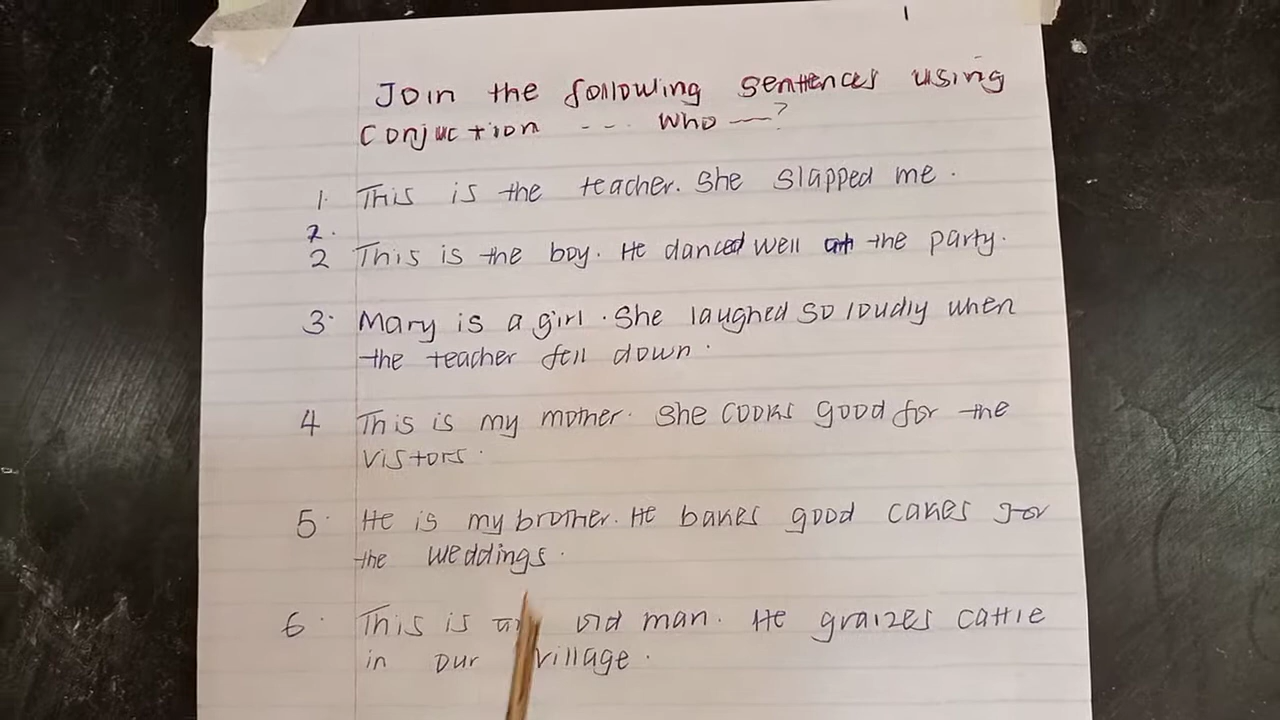 1
Join the following sentences using
Conjuction --- who —?
1. This is the teacher. She slapped me.
2.
2 This is the boy. He danced well at the party.
3. Mary is a girl. She laughed so loudly when
the teacher fell down.
4 This is my mother. She cooks good for the
vistors.
5. He is my brother. He bakes good cakes for
the weddings.
6. This is old man. He graizes cattle
in our village.